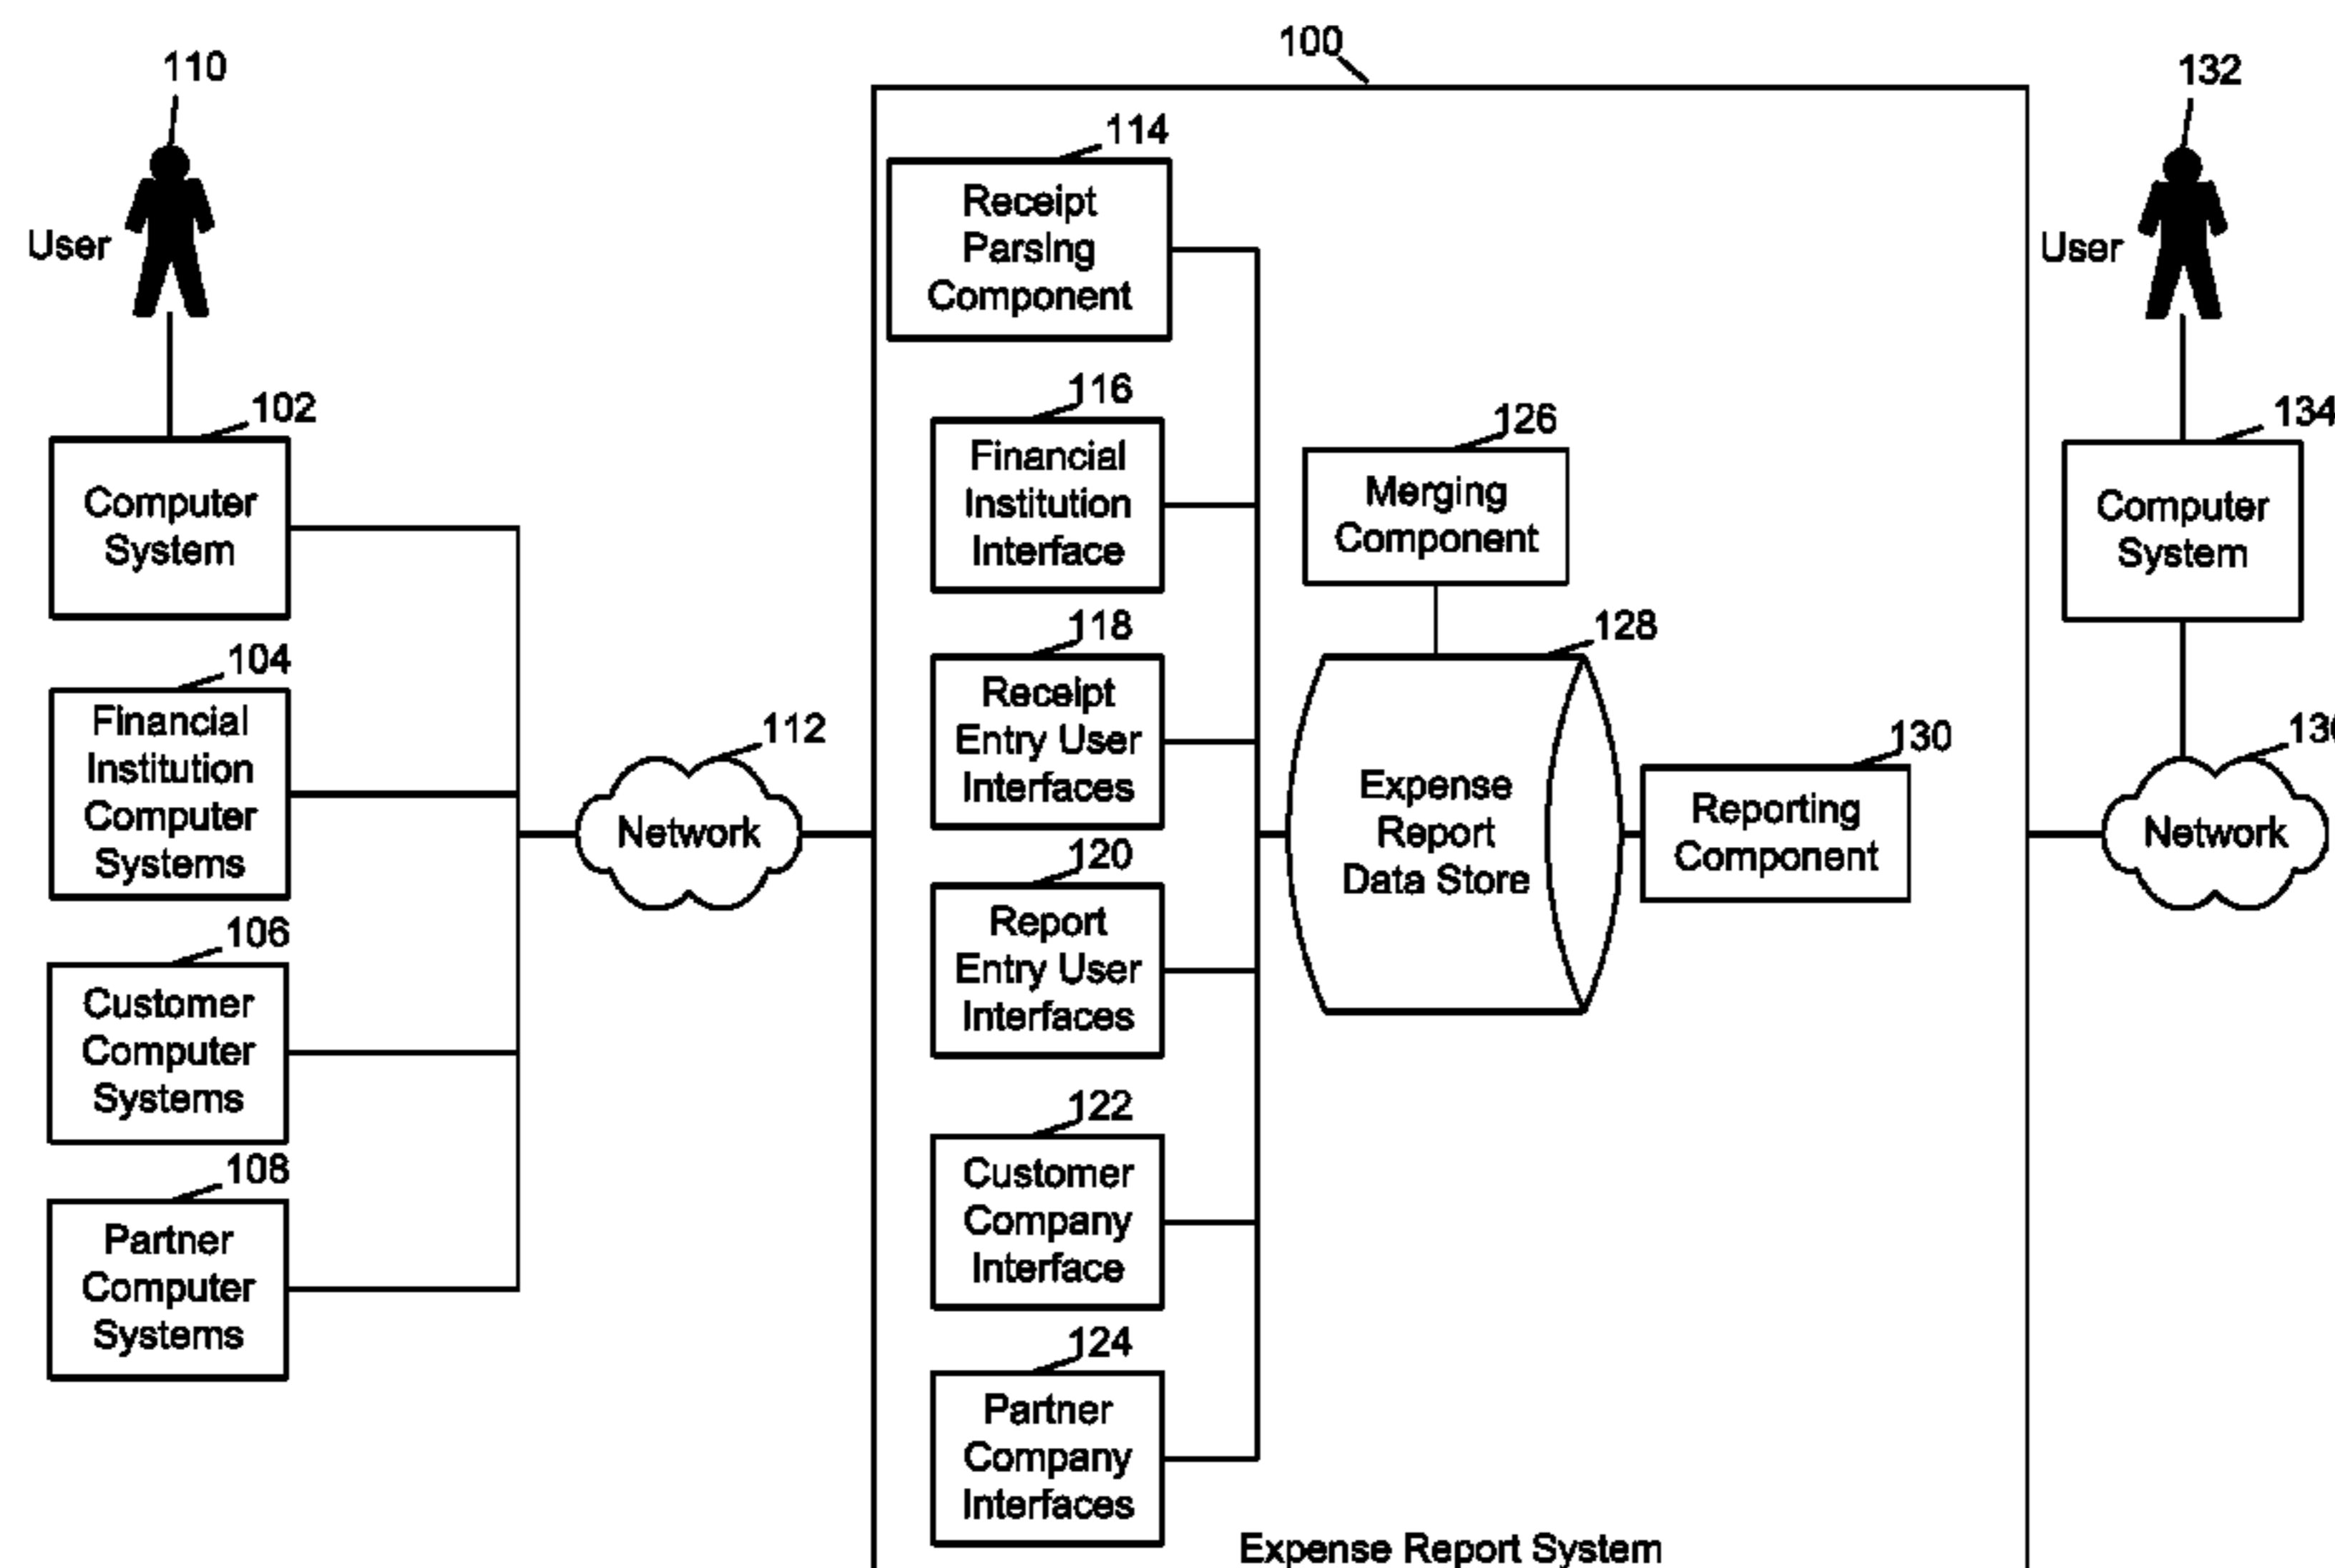 110
User
102
Computer
System
104
Financial
Institution
Computer
Systems
106
Customer
Computer
Systems
108
Partner
Computer
Systems
112
Network
100
114
Receipt
Parsing
Component
116
Financial
Institution
Interface
118
Receipt
Entry User
Interfaces
120
Report
Entry User
Interfaces
122
Customer
Company
Interface
124
Partner
Company
Interfaces
126
Merging
Component
128
Expense
Report
Data Store
130
Reporting
Component
Expense Report System
132
User
134
Computer
System
Network